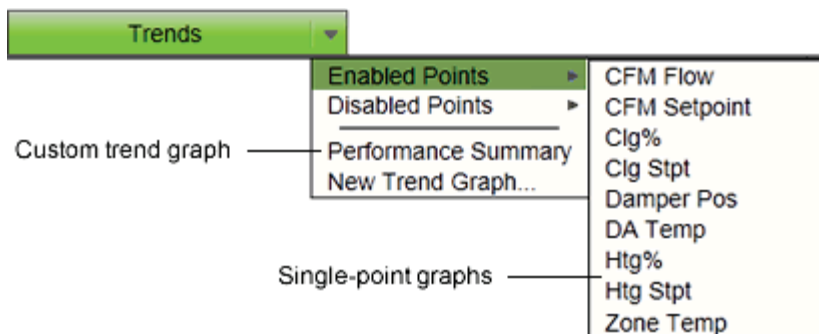 Trends
Enabled Points
Disabled Points
Custom trend graph
Performance Summary
New Trend Graph...
CFM Flow
CFM Setpoint
Clg%
Clg Stpt
Damper Pos
DA Temp
Single-point graphs
Htg%
Htg Stpt
Zone Temp